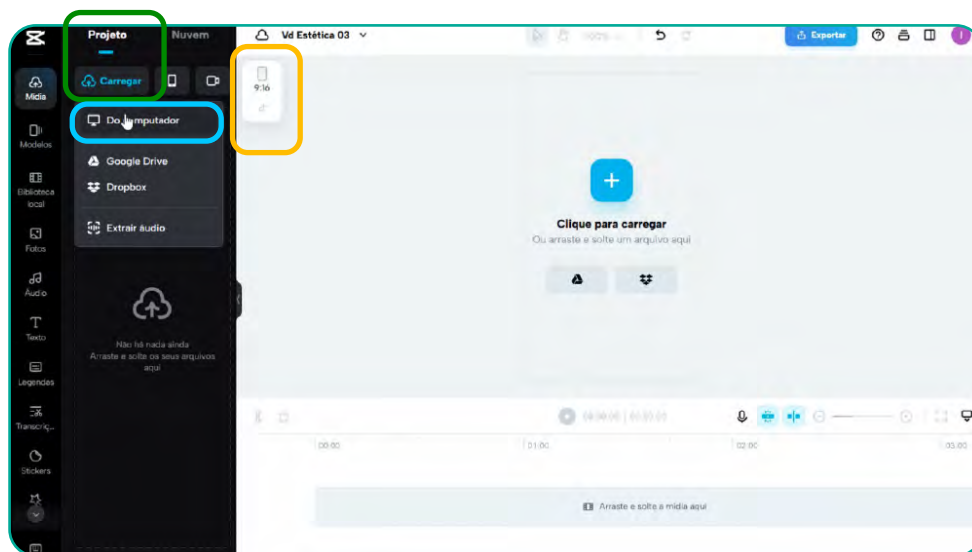 Projeto
Nuvem
Vd Estética 03
Exportar
Mídia
Carregar
9:16
Do computador
Modelos
Google Drive
Dropbox
Biblioteca local
Extrair áudio
Fotos
Clique para carregar
Ou arraste e solte um arquivo aqui
Áudio
Texto
Não há nada ainda
Arraste e solte os seus arquivos
aqui
Legendas
Transcriç...
00:00
01:00
02:00
03:00
Stickers
Arraste e solte a mídia aqui